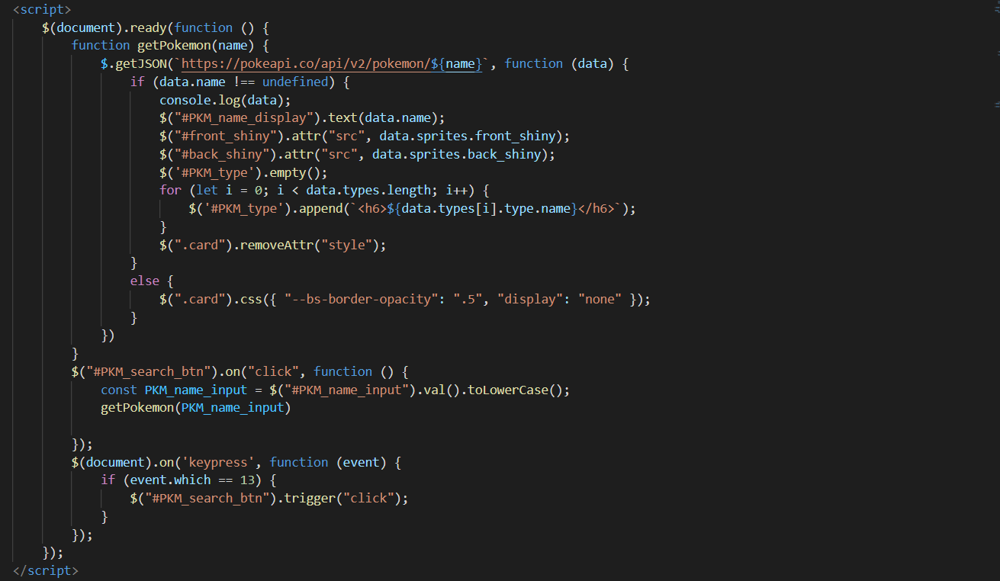 <script>
    $(document).ready(function () {
        function getPokemon(name) {
            $.getJSON(`https://pokeapi.co/api/v2/pokemon/${name}`, function (data) {
                if (data.name !== undefined) {
                    console.log(data);
                    $("#PKM_name_display").text(data.name);
                    $("#front_shiny").attr("src", data.sprites.front_shiny);
                    $("#back_shiny").attr("src", data.sprites.back_shiny);
                    $('#PKM_type').empty();
                    for (let i = 0; i < data.types.length; i++) {
                        $('#PKM_type').append(`<h6>${data.types[i].type.name}</h6>`);
                    }
                    $(".card").removeAttr("style");
                }
                else {
                    $(".card").css({ "--bs-border-opacity": ".5", "display": "none" });
                }
            })
        }
        $("#PKM_search_btn").on("click", function () {
            const PKM_name_input = $("#PKM_name_input").val().toLowerCase();
            getPokemon(PKM_name_input)

        });
        $(document).on('keypress', function (event) {
            if (event.which == 13) {
                $("#PKM_search_btn").trigger("click");
            }
        });
    });
</script>